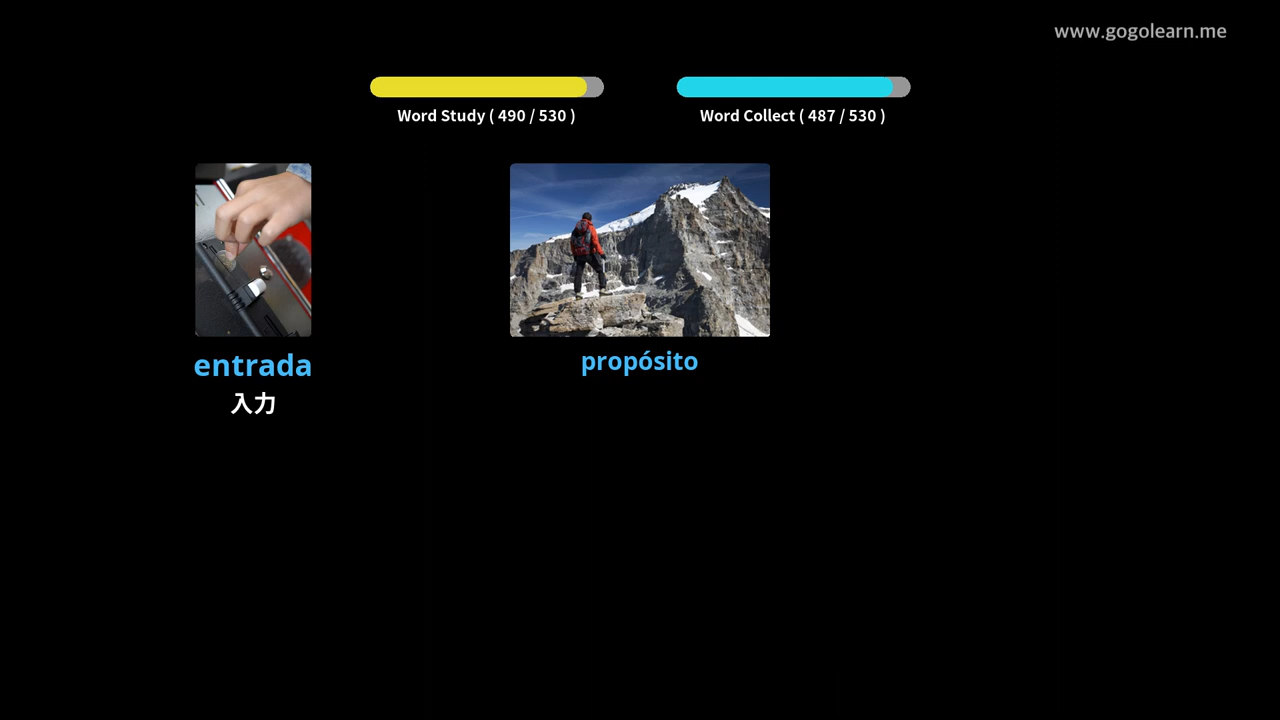 www.gogolearn.me
Word Study ( 490 / 530 )
Word Collect ( 487 / 530 )
entrada
入力
propósito